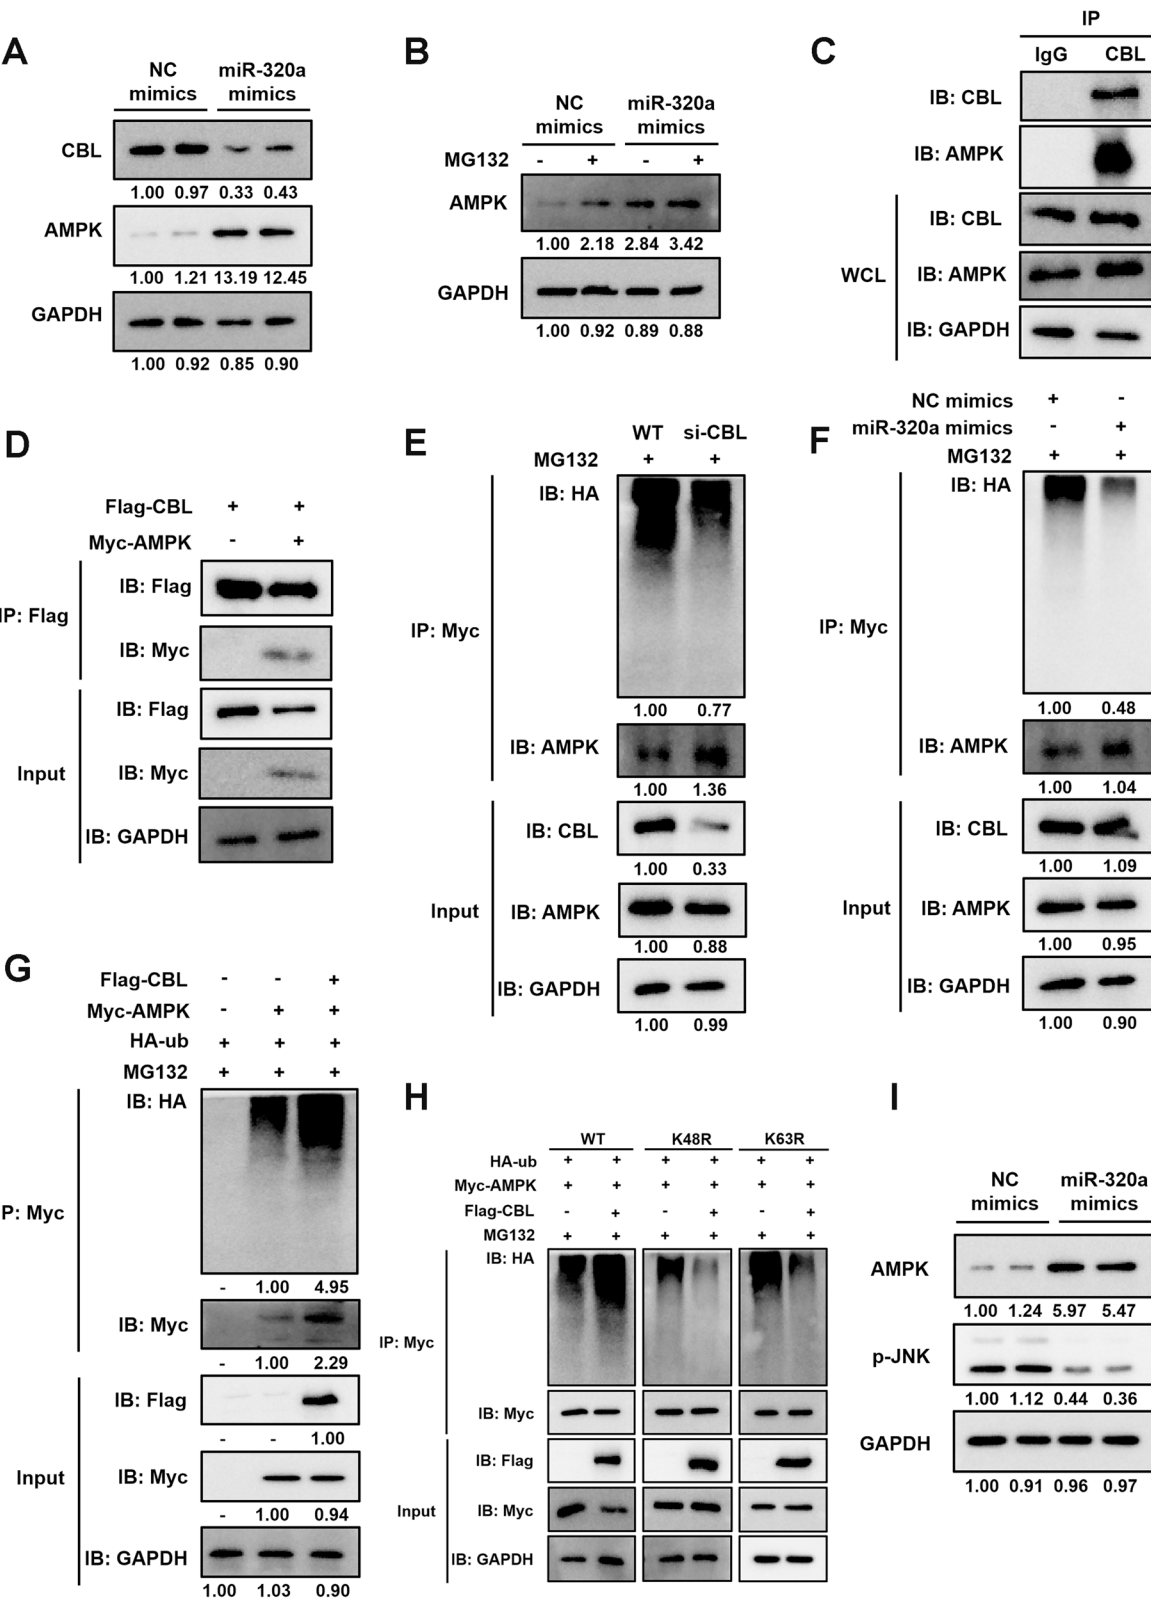 A
NC mimics
miR-320a mimics
CBL
1.00 0.97 0.33 0.43
AMPK
1.00 1.21 13.19 12.45
GAPDH
1.00 0.92 0.85 0.90
B
NC mimics
miR-320a mimics
MG132 - + - +
AMPK
1.00 2.18 2.84 3.42
GAPDH
1.00 0.92 0.89 0.88
C
IP
IgG CBL
IB: CBL
IB: AMPK
WCL
IB: CBL
IB: AMPK
IB: GAPDH
D
Flag-CBL + +
Myc-AMPK - +
IP: Flag
IB: Flag
IB: Myc
Input
IB: Flag
IB: Myc
IB: GAPDH
E
WT si-CBL
MG132 + +
IP: Myc
IB: HA
1.00 0.77
IB: AMPK
1.00 1.36
Input
IB: CBL
1.00 0.33
IB: AMPK
1.00 0.88
IB: GAPDH
1.00 0.99
F
NC mimics + -
miR-320a mimics - +
MG132 + +
IP: Myc
IB: HA
1.00 0.48
IB: AMPK
1.00 1.04
Input
IB: CBL
1.00 1.09
IB: AMPK
1.00 0.95
IB: GAPDH
1.00 0.90
G
Flag-CBL - - +
Myc-AMPK - + +
HA-ub + + +
MG132 + + +
P: Myc
IB: HA
- 1.00 4.95
IB: Myc
- 1.00 2.29
Input
IB: Flag
- - 1.00
IB: Myc
- 1.00 0.94
IB: GAPDH
1.00 1.03 0.90
H
WT K48R K63R
HA-ub + + + + + +
Myc-AMPK + + + + + +
Flag-CBL - + - + - +
MG132 + + + + + +
IP: Myc
IB: HA
IB: Myc
Input
IB: Flag
IB: Myc
IB: GAPDH
I
NC mimics
miR-320a mimics
AMPK
1.00 1.24 5.97 5.47
p-JNK
1.00 1.12 0.44 0.36
GAPDH
1.00 0.91 0.96 0.97